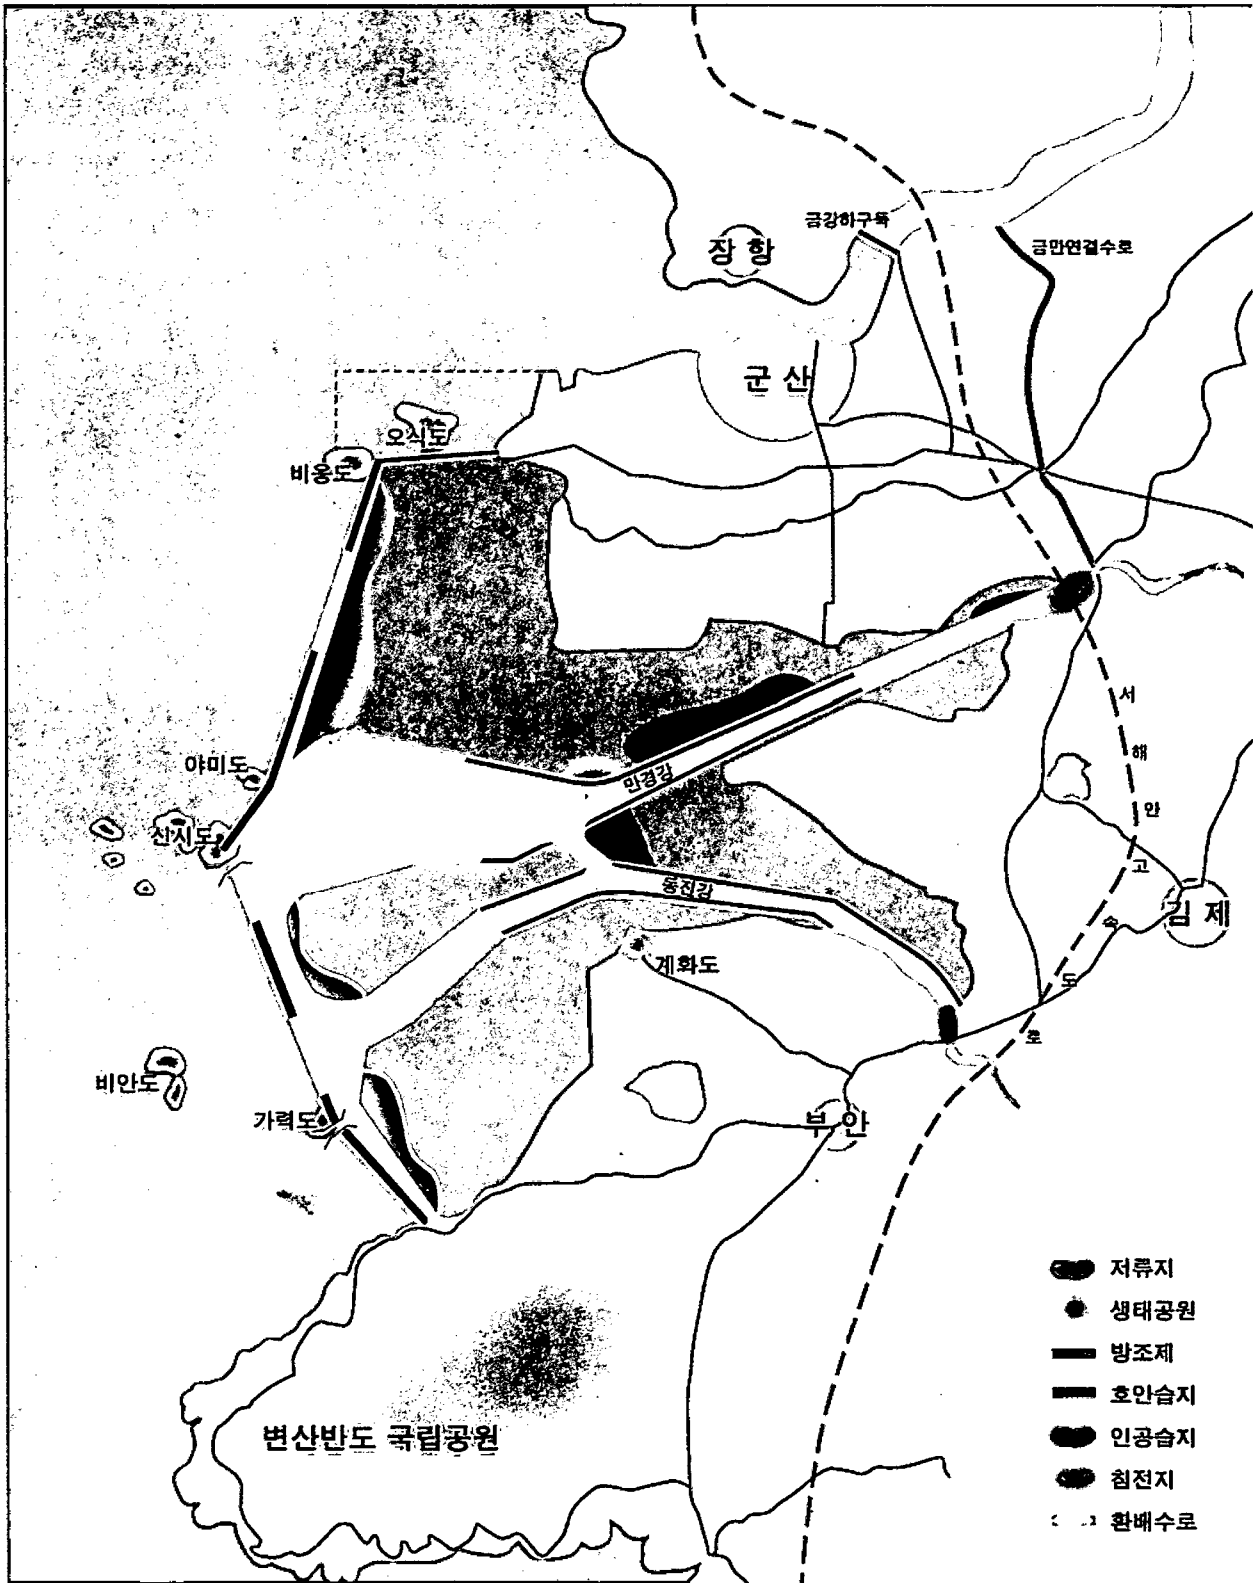 금강하구둑
장 항
금만연결수로
군 산
오식도
비응도
서
해
안
고
속
도
로
야미도
만경강
신시도
동진강
김 제
계화도
비안도
가력도
부 안
저류지
생태공원
방조제
호안습지
인공습지
침전지
환배수로
변산반도 국립공원